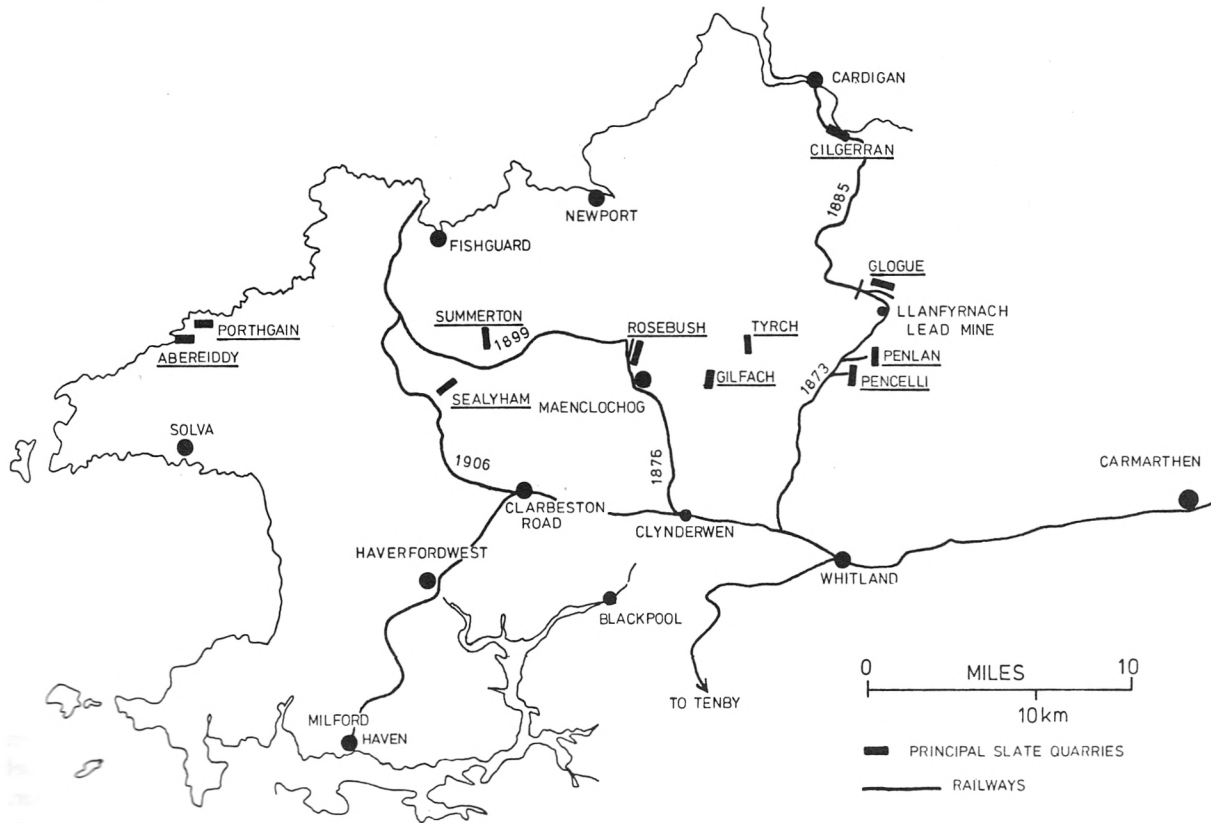 CARDIGAN
CILGERRAN
1885
NEWPORT
FISHGUARD
GLOGUE
LLANFYRNACH
LEAD MINE
PORTHGAIN
ABEREIDDY
SUMMERTON
1899
ROSEBUSH
TYRCH
PENLAN
PENCELLI
1873
GILFACH
SEALYHAM
MAENCLOCHOG
SOLVA
1906
1876
CARMARTHEN
CLARBESTON
ROAD
CLYNDERWEN
HAVERFORDWEST
WHITLAND
BLACKPOOL
0 MILES 10
10km
TO TENBY
MILFORD
HAVEN
PRINCIPAL SLATE QUARRIES
RAILWAYS